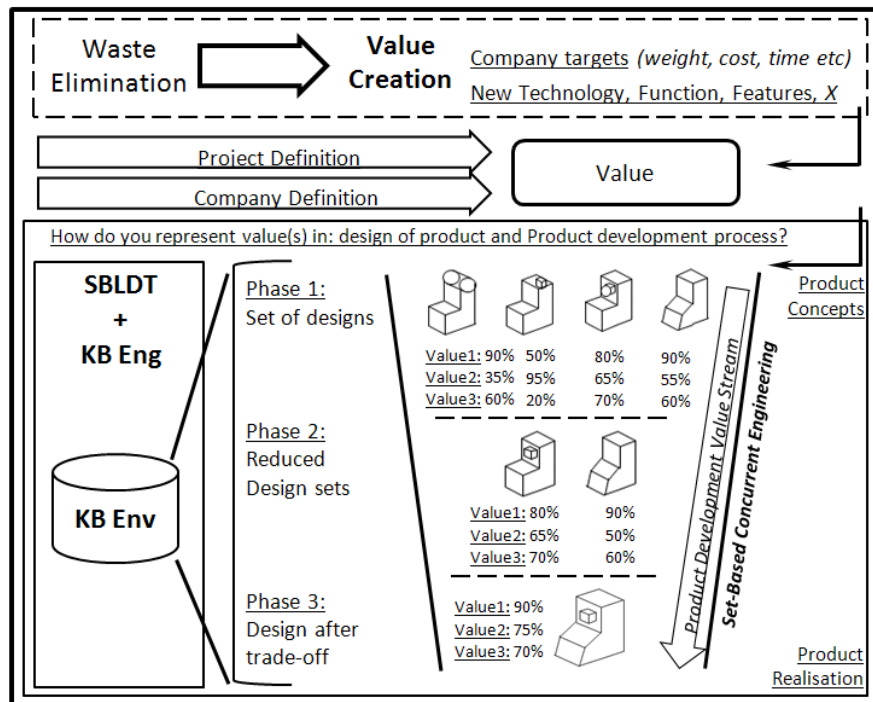 Waste
Elimination
Value
Creation
Company targets (weight, cost, time etc)
New Technology, Function, Features, X
Project Definition
Company Definition
Value
How do you represent value(s) in: design of product and Product development process?
SBLDT
+
KB Eng
KB Env
Phase 1:
Set of designs
Value1: 90% 50% 80% 90%
Value2: 35% 95% 65% 55%
Value3: 60% 20% 70% 60%
Phase 2:
Reduced
Design sets
Value1: 80% 90%
Value2: 65% 50%
Value3: 70% 60%
Phase 3:
Design after
trade-off
Value1: 90%
Value2: 75%
Value3: 70%
Product Development Value Stream
Set-Based Concurrent Engineering
Product
Concepts
Product
Realisation